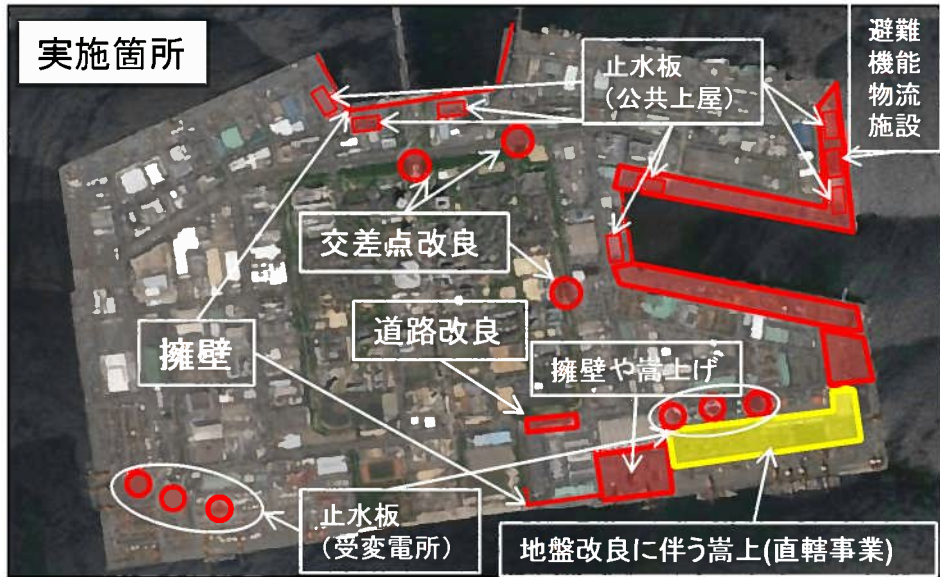 実施箇所
止水板
(公共上屋)
避難
機能
物流
施設
交差点改良
道路改良
擁壁
擁壁や嵩上げ
止水板
(受変電所)
地盤改良に伴う嵩上(直轄事業)